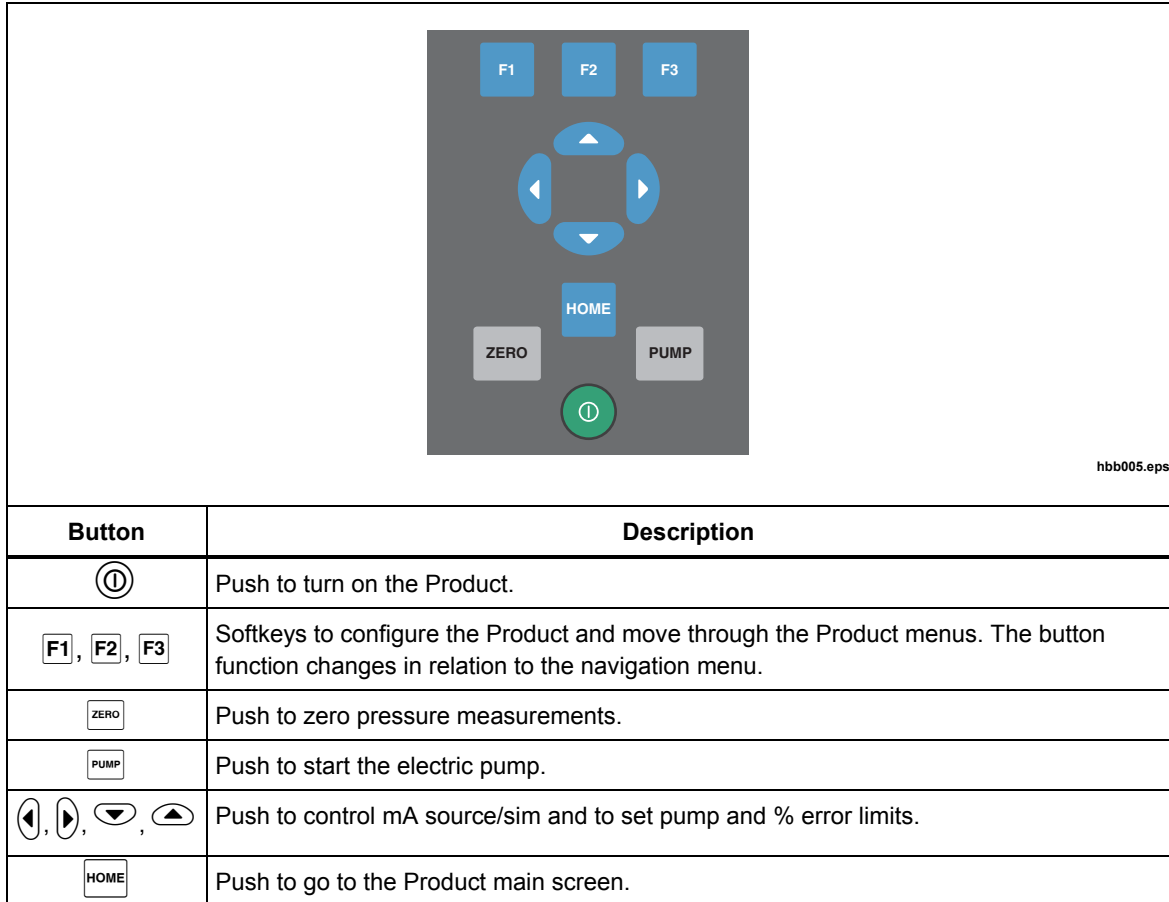 F1 F2 F3
HOME
ZERO PUMP
hbb005.eps
Button Description
Push to turn on the Product.
F1, F2, F3 Softkeys to configure the Product and move through the Product menus. The button
function changes in relation to the navigation menu.
ZERO Push to zero pressure measurements.
PUMP Push to start the electric pump.
, , , Push to control mA source/sim and to set pump and % error limits.
HOME Push to go to the Product main screen.